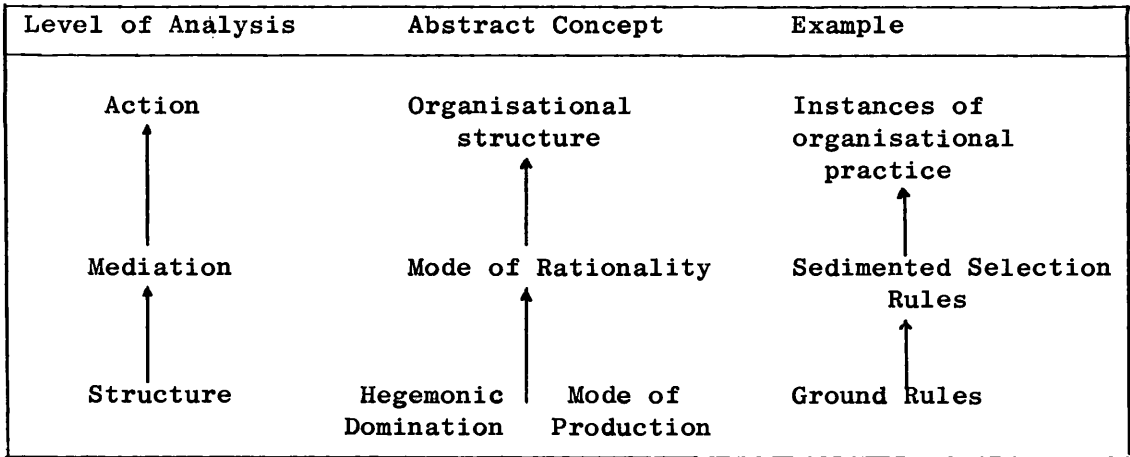 Level of Analysis Abstract Concept Example
Action Organisational Instances of
structure organisational
practice
Mediation Mode of Rationality Sedimented Selection
Rules
Structure Hegemonic Mode of Ground Rules
Domination Production